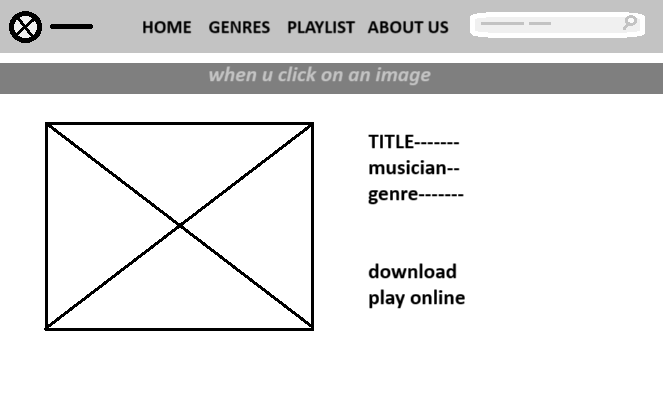 HOME GENRES PLAYLIST ABOUT US
when u click on an image
TITLE-------
musician--
genre-------
download
play online